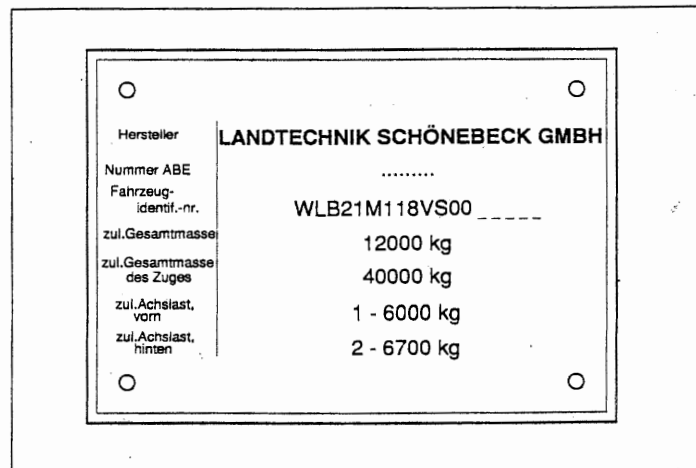 Hersteller LANDTECHNIK SCHÖNEBECK GMBH
Nummer ABE .........
Fahrzeug-
identif.-nr. WLB21M118VS00_____
zul.Gesamtmasse 12000 kg
zul.Gesamtmasse
des Zuges 40000 kg
zul.Achslast,
vorn 1 - 6000 kg
zul.Achslast,
hinten 2 - 6700 kg